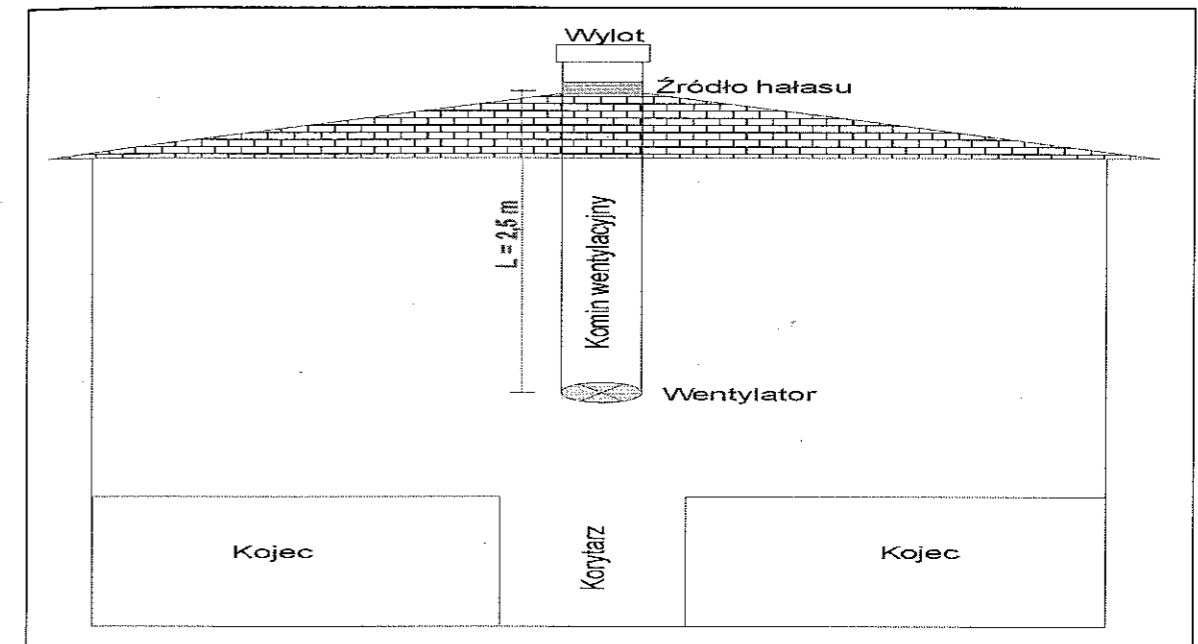 Wylot
Źródło hałasu
L = 2,5 m
Komin wentylacyjny
Wentylator
Kojec
Korytarz
Kojec